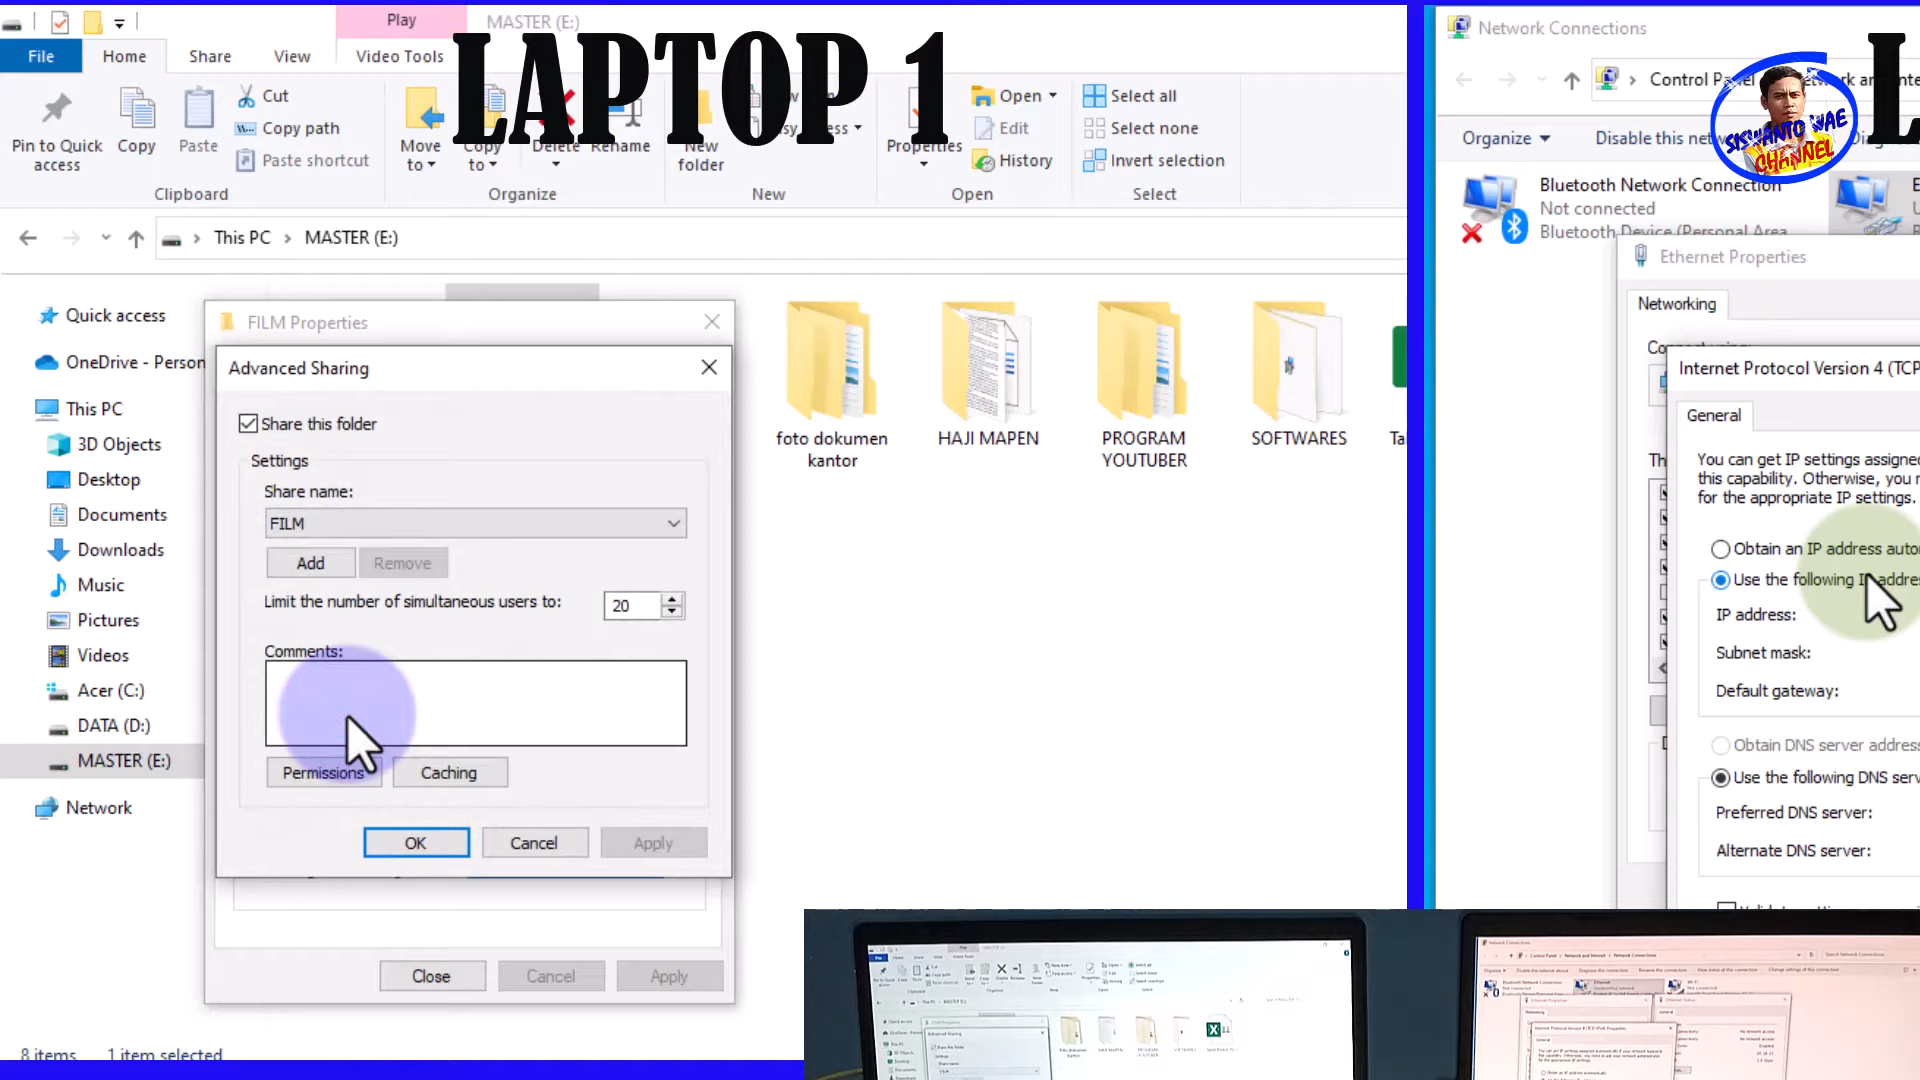 Play
MASTER (E:)
LAPTOP 1
File
Home
Share
View
Video Tools
Pin to Quick
access
Copy
Paste
Cut
Copy path
Paste shortcut
Clipboard
Move
to
Copy
to
Delete
Rename
Organize
New
folder
New
Properties
Open
Edit
History
Open
Select all
Select none
Invert selection
Select
This PC > MASTER (E:)
Quick access
OneDrive - Person
This PC
3D Objects
Desktop
Documents
Downloads
Music
Pictures
Videos
Acer (C:)
DATA (D:)
MASTER (E:)
Network
8 items
1 item selected
FILM Properties
Advanced Sharing
Share this folder
Settings
Share name:
FILM
Add
Remove
Limit the number of simultaneous users to:
20
Comments:
Permissions
Caching
OK
Cancel
Apply
Close
Cancel
Apply
foto dokumen
kantor
HAJI MAPEN
PROGRAM
YOUTUBER
SOFTWARES
Network Connections
Organize
Disable this
SISWANTO WAE
CHANNEL
Bluetooth Network Connection
Not connected
Bluetooth Device (Personal Area
Ethernet Properties
Networking
Internet Protocol Version 4 (TCP
General
You can get IP settings assigned
this capability. Otherwise, you
for the appropriate IP settings.
Obtain an IP address auto
Use the following IP addres
IP address:
Subnet mask:
Default gateway:
Obtain DNS server address
Use the following DNS serv
Preferred DNS server:
Alternate DNS server: